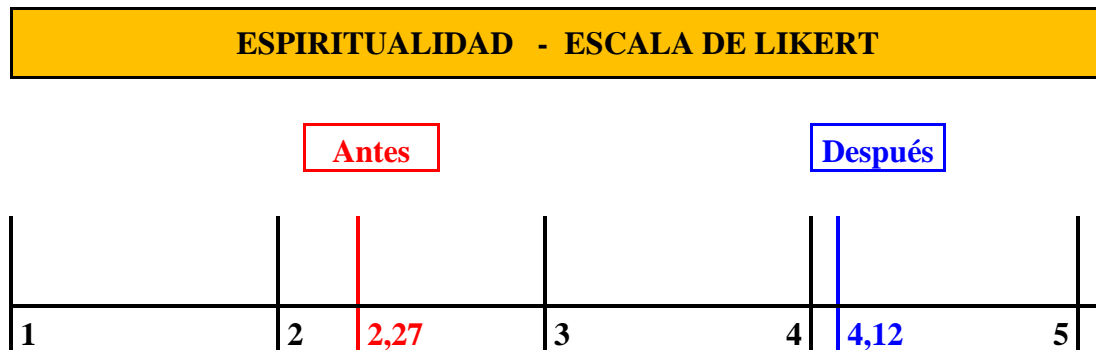 ESPIRITUALIDAD - ESCALA DE LIKERT
Antes Después
1 2 2,27 3 4 4,12 5